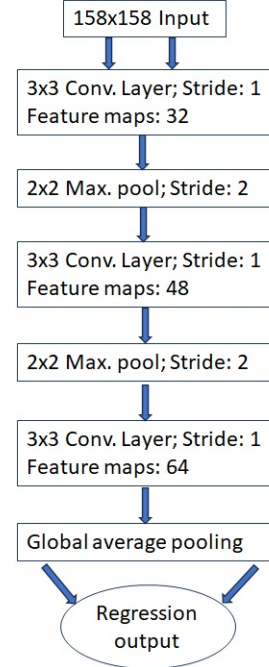 158x158 Input
3x3 Conv. Layer; Stride: 1
Feature maps: 32
2x2 Max. pool; Stride: 2
3x3 Conv. Layer; Stride: 1
Feature maps: 48
2x2 Max. pool; Stride: 2
3x3 Conv. Layer; Stride: 1
Feature maps: 64
Global average pooling
Regression
output